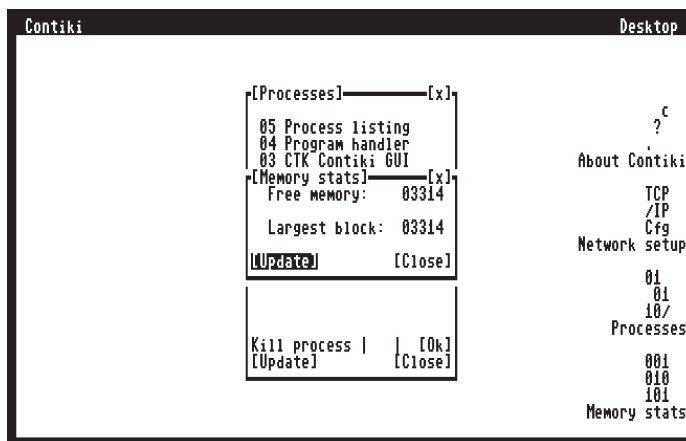 Contiki Desktop
[Processes] [x]
05 Process listing
04 Program handler
03 CTK Contiki GUI
[Memory stats] [x]
Free memory: 03314
Largest block: 03314
[Update] [Close]
Kill process | | [Ok]
[Update] [Close]
c
?
.
About Contiki
TCP
/IP
Cfg
Network setup
01
01
10/
Processes
001
010
101
Memory stats